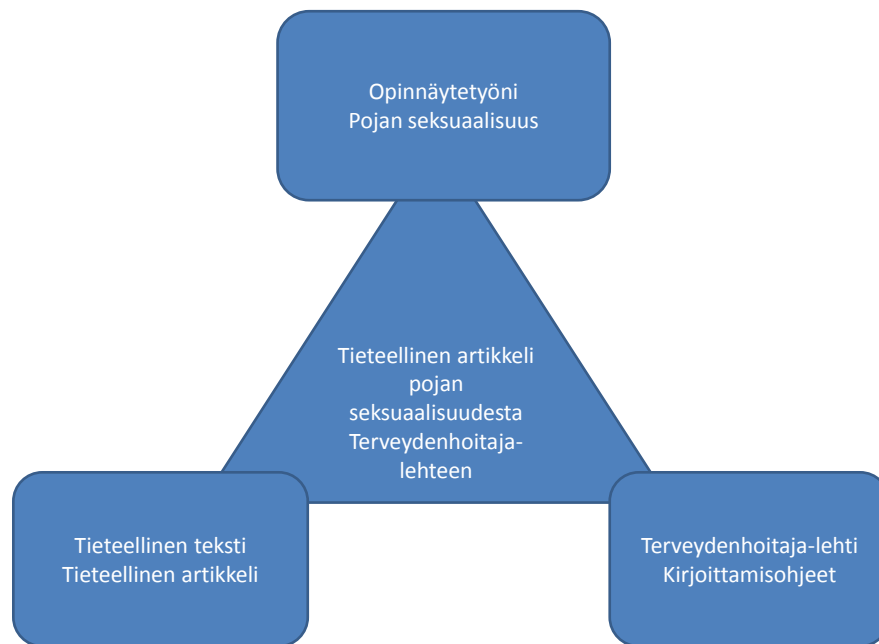 Opinnäytetyöni
Pojan seksuaalisuus
Tieteellinen artikkeli
pojan
seksuaalisuudesta
Terveydenhoitaja-
lehteen
Tieteellinen teksti
Tieteellinen artikkeli
Terveydenhoitaja-lehti
Kirjoittamisohjeet